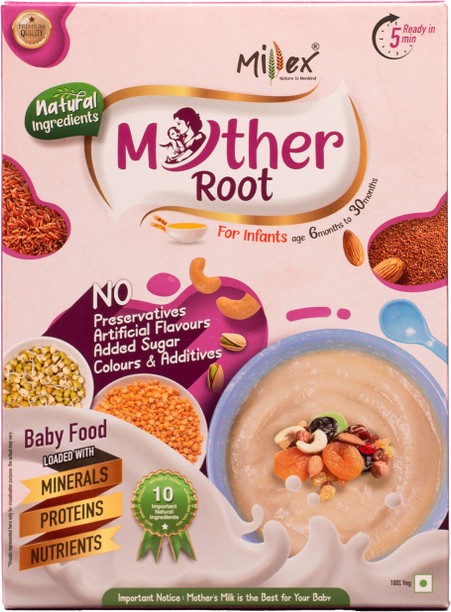 PREMIUM
QUALITY
Millex®
Nature to Mankind
5 Ready in
min
Natural
Ingredients
Mother
Root
For Infants age 6months to 30months
NO
Preservatives
Artificial Flavours
Added Sugar
Colours & Additives
Baby Food
LOADED WITH
MINERALS
PROTEINS
NUTRIENTS
10
Important
Natural
Ingredients
100% Veg
Important Notice : Mother's Milk is the Best for Your Baby